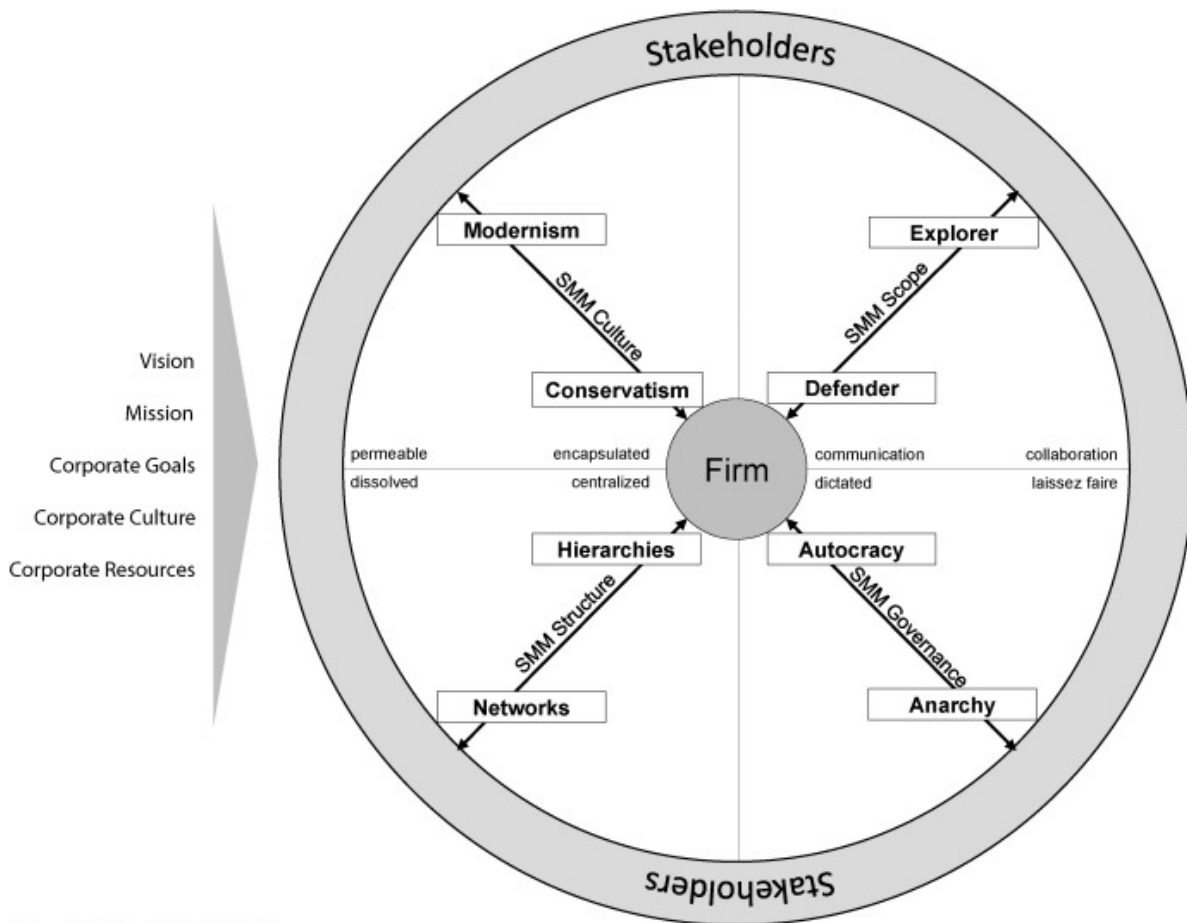 Stakeholders
Modernism
Explorer
SMM Culture
SMM Scope
Conservatism
Defender
Vision
Mission
Corporate Goals
Corporate Culture
Corporate Resources
permeable
encapsulated
communication
collaboration
Firm
dissolved
centralized
dictated
laissez faire
Hierarchies
Autocracy
SMM Structure
SMM Governance
Networks
Anarchy
Stakeholders